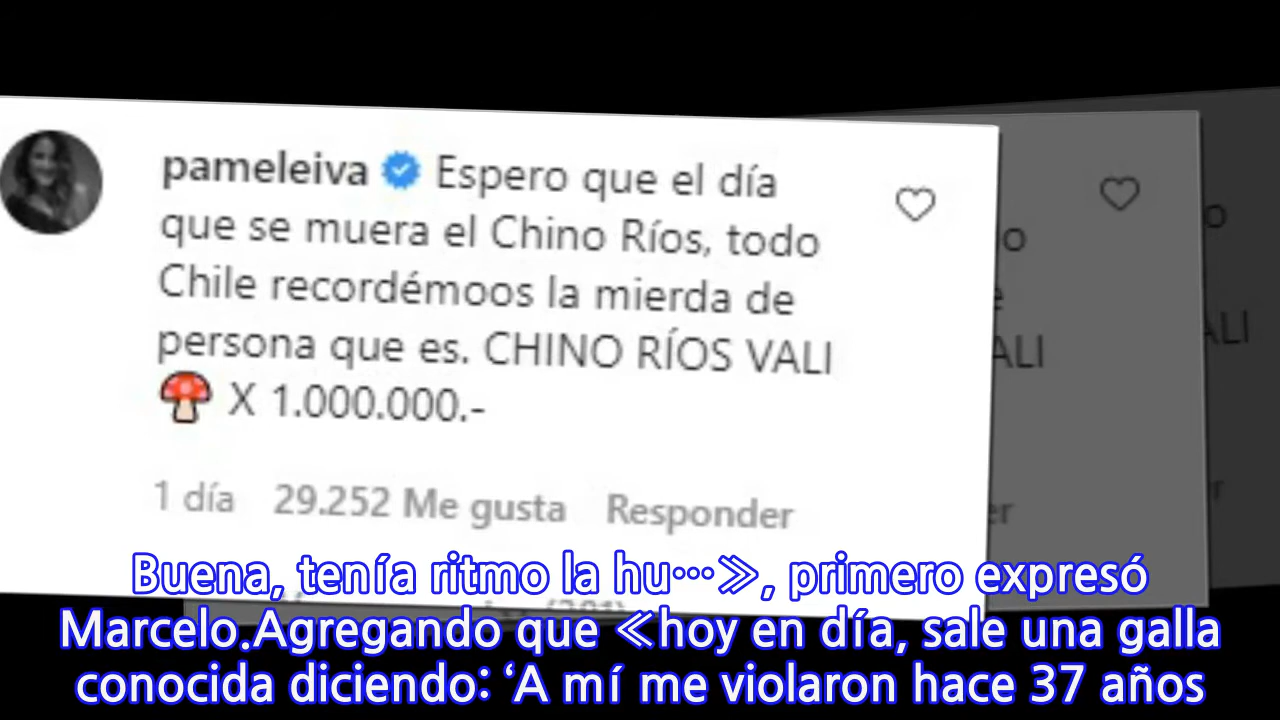 pameleiva Espero que el día
que se muera el Chino Ríos, todo
Chile recordémoos la mierda de
persona que es. CHINO RÍOS VALI
🍄 X 1.000.000.-
1 día 29.252 Me gusta Responder
o
ALI
er
o
ALI
r
Buena, tenía ritmo la hu…≫, primero expresó
Marcelo.Agregando que ≪hoy en día, sale una galla
conocida diciendo: ‘A mí me violaron hace 37 años